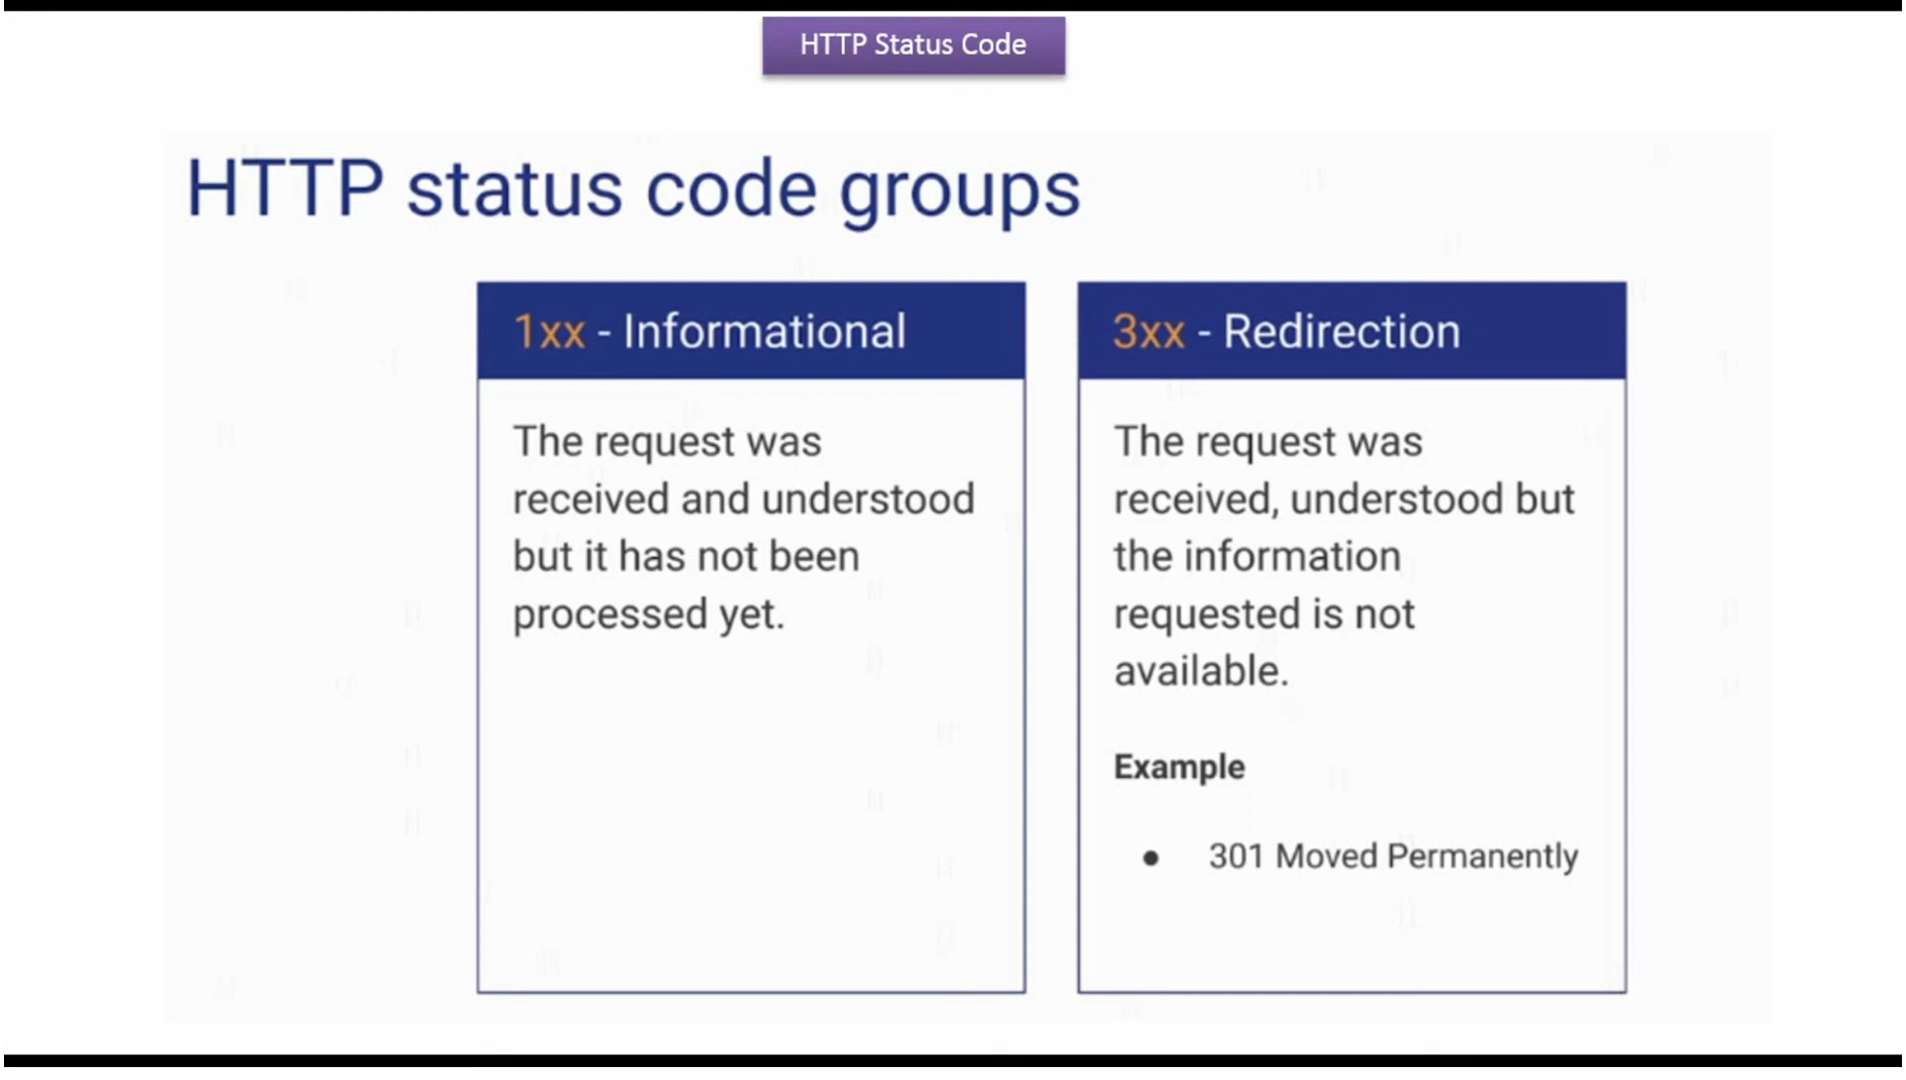 HTTP Status Code
HTTP status code groups
1xx - Informational
The request was
received and understood
but it has not been
processed yet.
3xx - Redirection
The request was
received, understood but
the information
requested is not
available.
Example
● 301 Moved Permanently